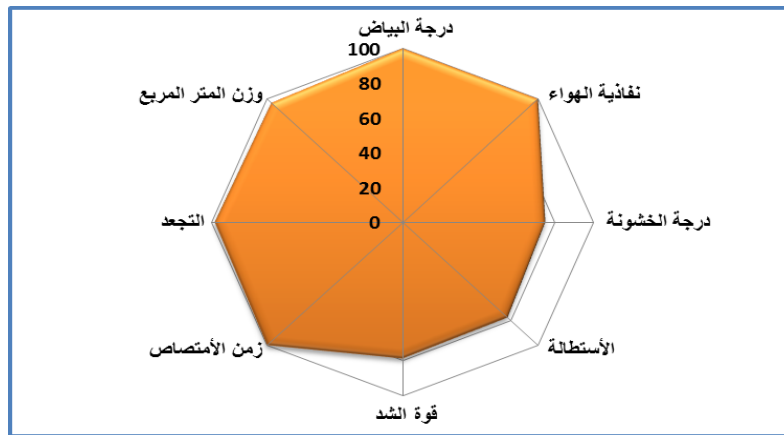 درجة البياض
نفاذية الهواء
درجة الخشونة
الأستطالة
قوة الشد
زمن الأمتصاص
التجعد
وزن المتر المربع
100
80
60
40
20
0